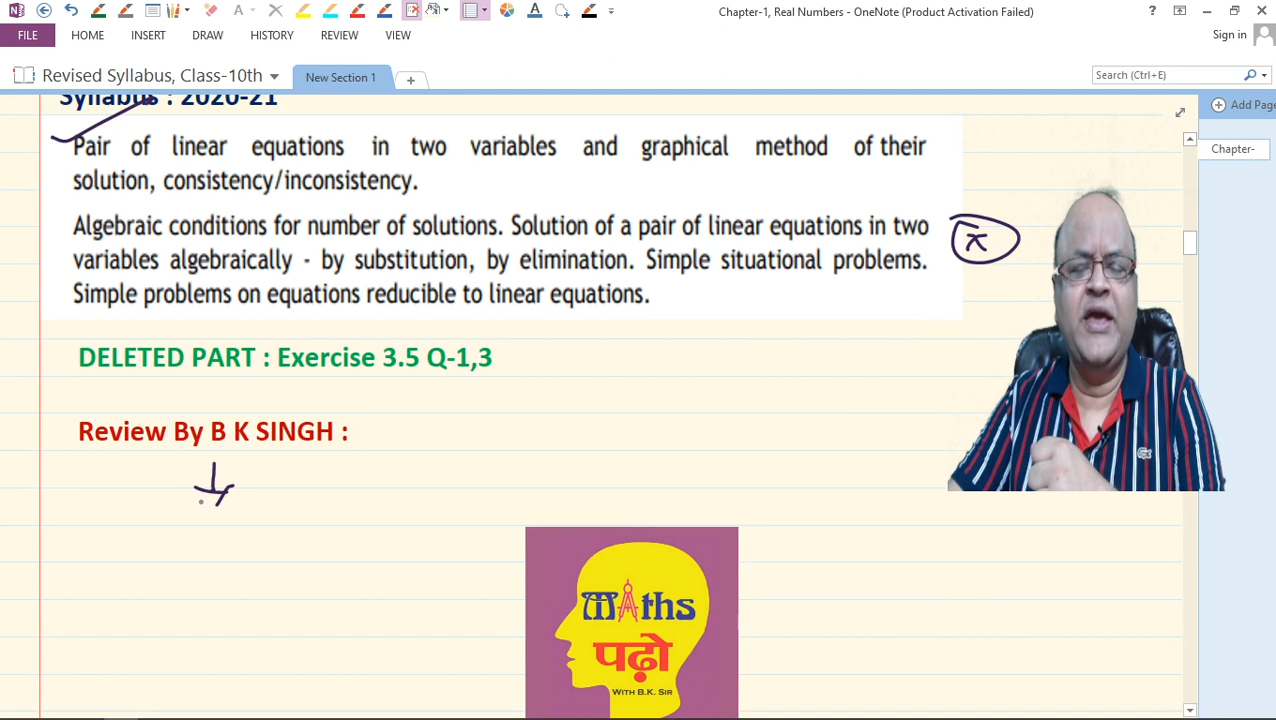 Chapter-1, Real Numbers - OneNote (Product Activation Failed)
FILE HOME INSERT DRAW HISTORY REVIEW VIEW Sign in
Revised Syllabus, Class-10th New Section 1 Search (Ctrl+E)
Syllabus : 2020-21
Add Page
Chapter-
Pair of linear equations in two variables and graphical method of their
solution, consistency/inconsistency.
Algebraic conditions for number of solutions. Solution of a pair of linear equations in two
variables algebraically - by substitution, by elimination. Simple situational problems.
Simple problems on equations reducible to linear equations.
x
DELETED PART : Exercise 3.5 Q-1,3
Review By B K SINGH :
Maths
पढ़ो
WITH B.K. SIR